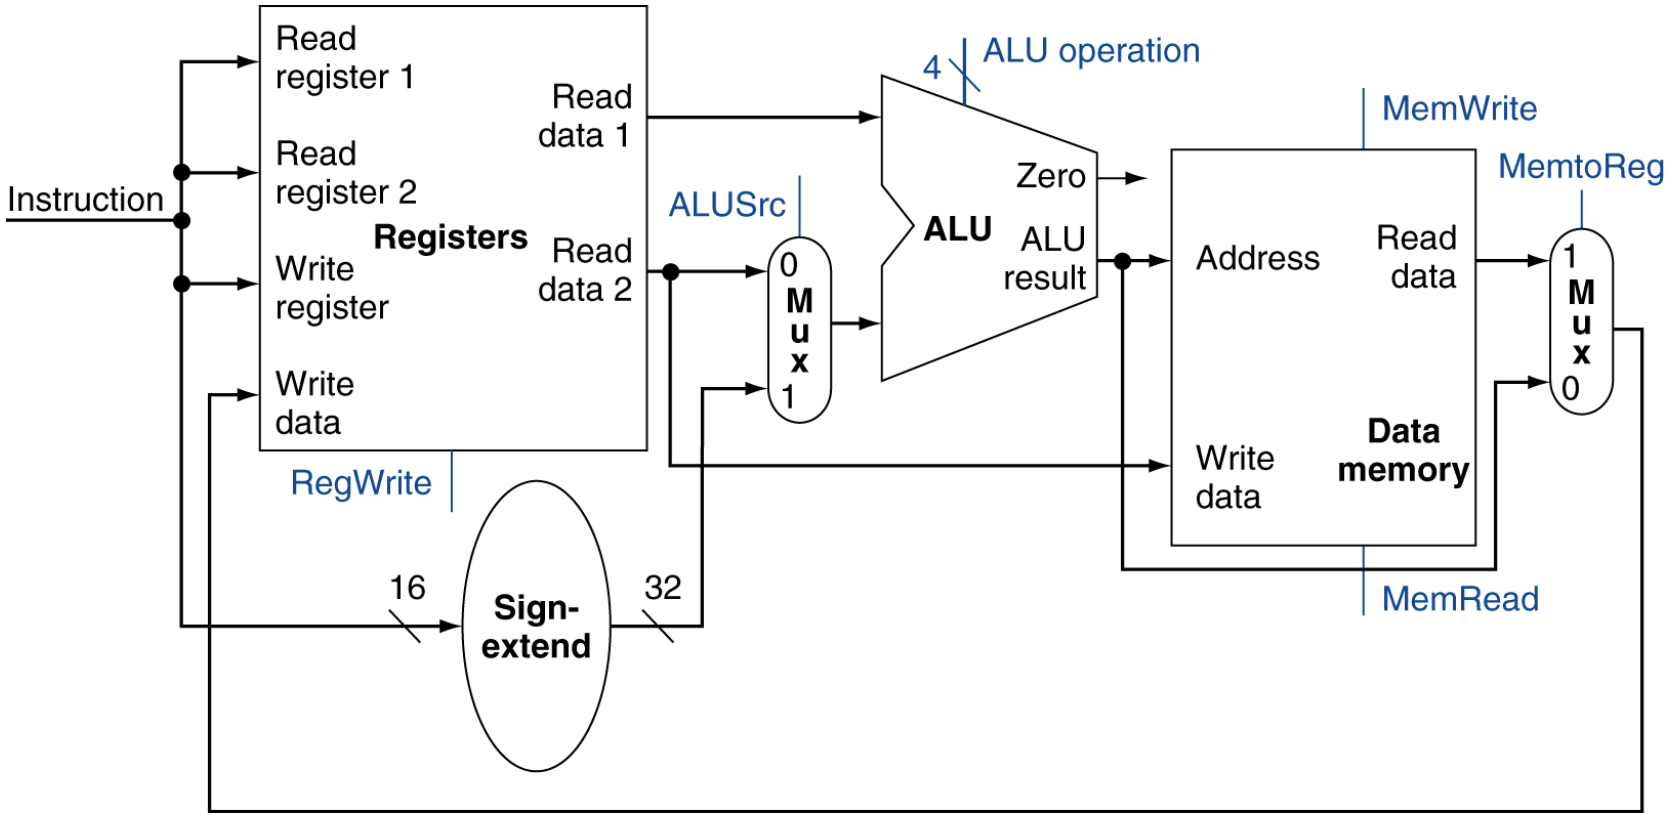 Instruction
Read
register 1
Read
register 2
Registers
Write
register
Write
data
Read
data 1
Read
data 2
RegWrite
16
Sign-
extend
32
ALUSrc
0
M
u
x
1
4
ALU operation
ALU
Zero
ALU
result
MemWrite
Address
Read
data
Write
data
Data
memory
MemRead
MemtoReg
1
M
u
x
0